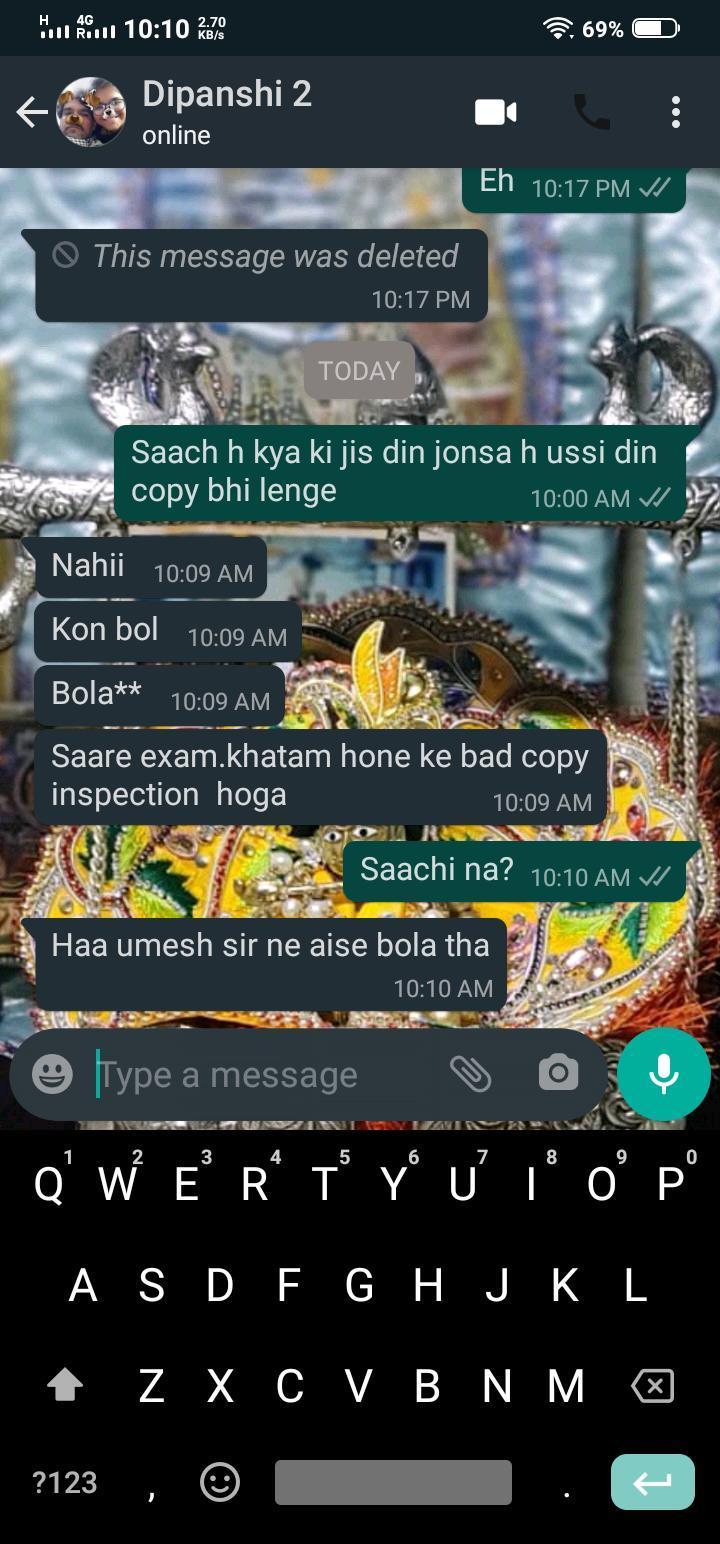 H 4G R 10:10 2.70 KB/s 69%
Dipanshi 2
online
Eh 10:17 PM
This message was deleted
10:17 PM
TODAY
Saach h kya ki jis din jonsa h ussi din
copy bhi lenge 10:00 AM
Nahii 10:09 AM
Kon bol 10:09 AM
Bola** 10:09 AM
Saare exam.khatam hone ke bad copy
inspection hoga 10:09 AM
Saachi na? 10:10 AM
Haa umesh sir ne aise bola tha
10:10 AM
Type a message
1 2 3 4 5 6 7 8 9 0
Q W E R T Y U I O P
A S D F G H J K L
Z X C V B N M
?123 , .